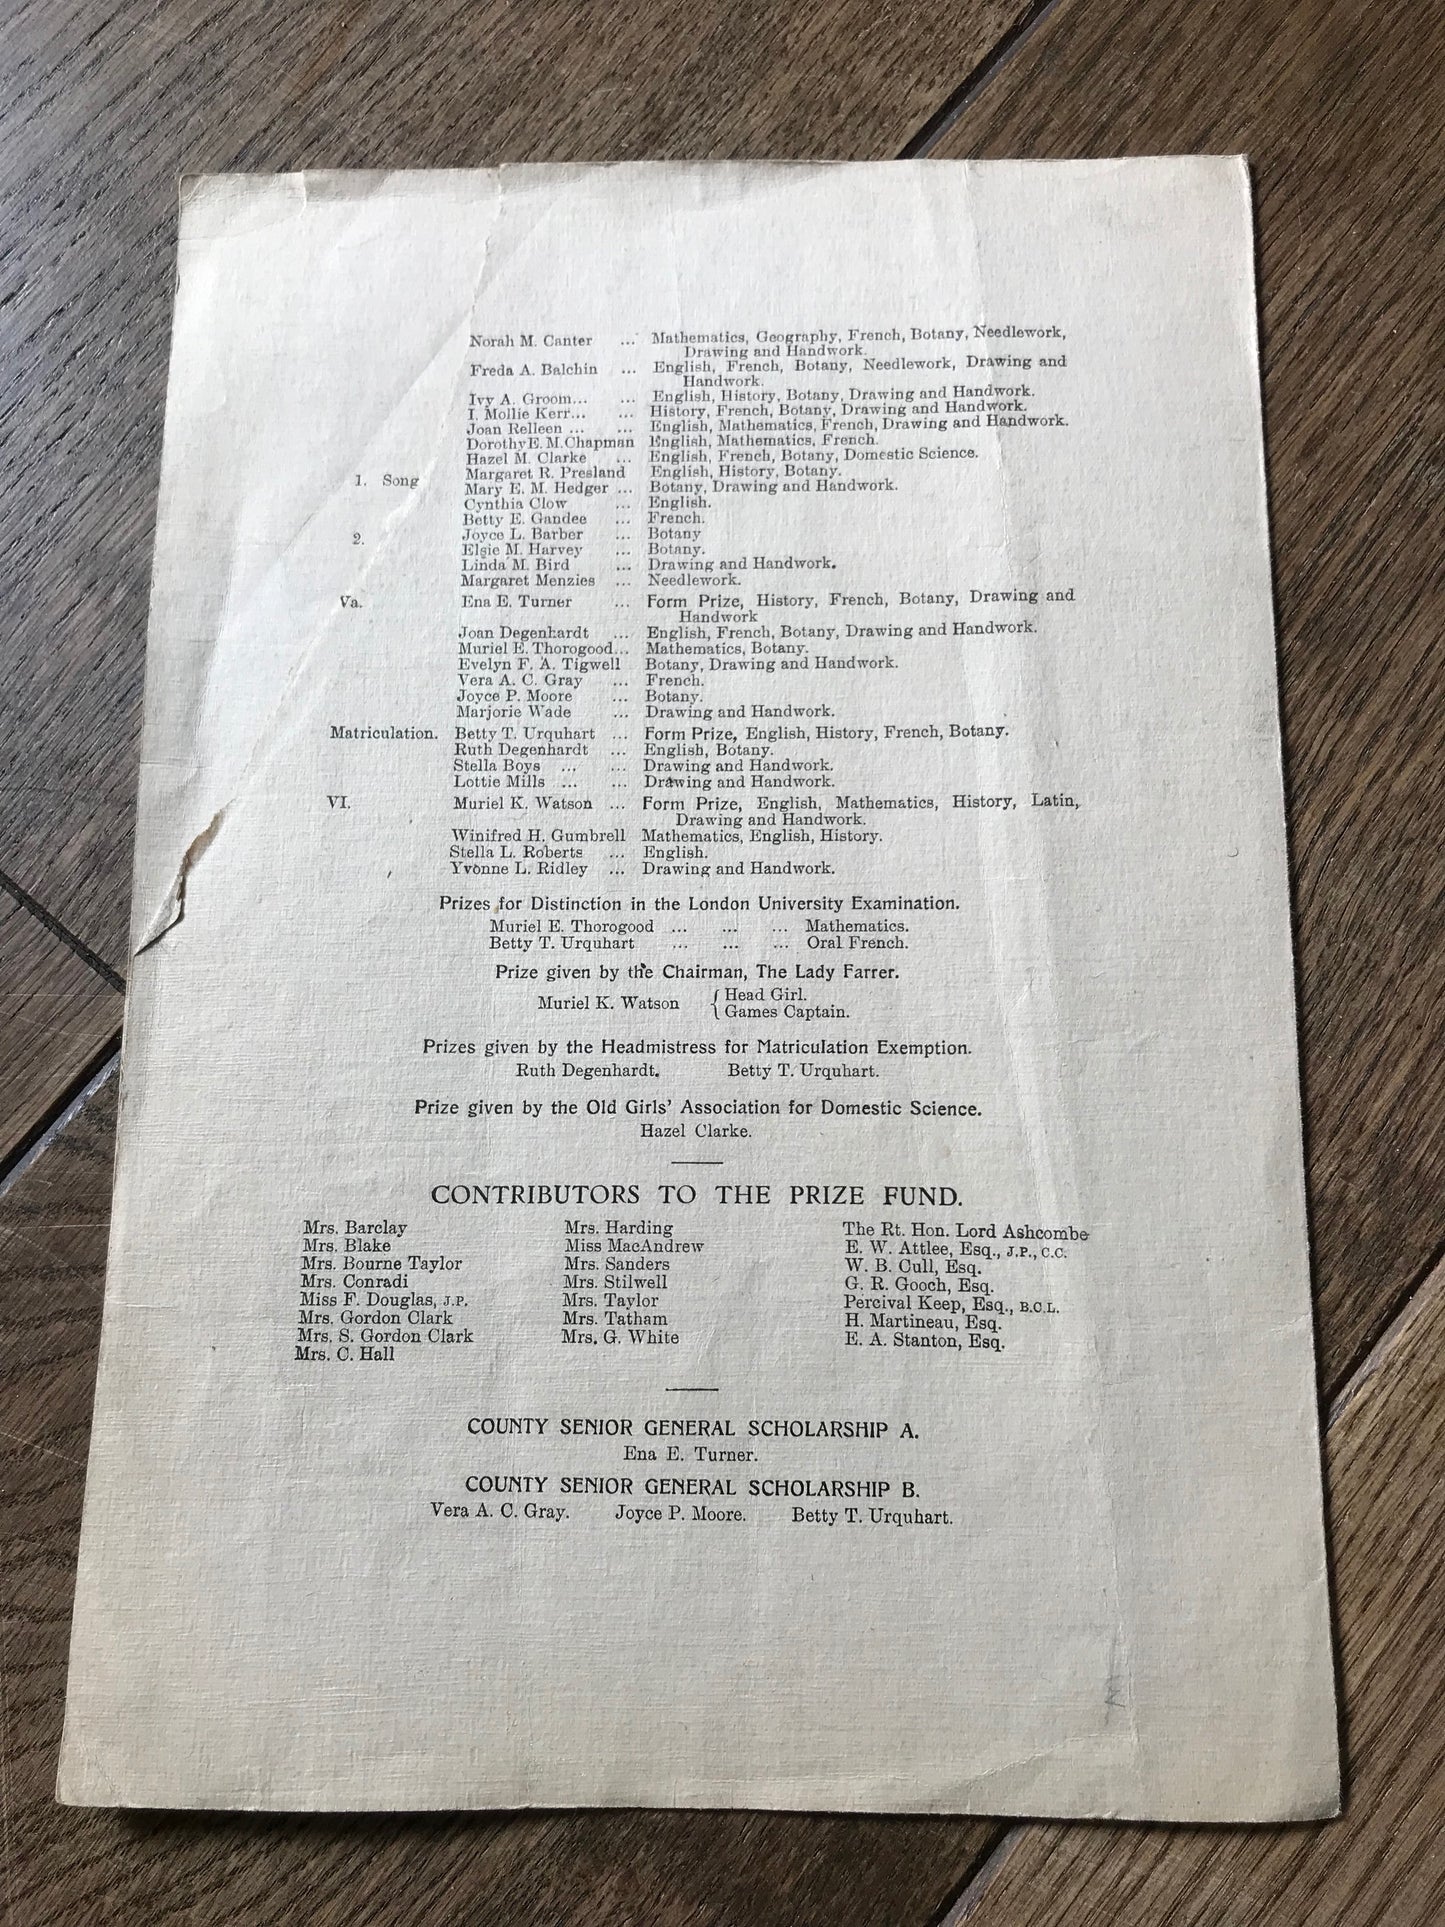 Norah M. Canter ... Mathematics, Geography, French, Botany, Needlework,
Drawing and Handwork.
Freda A. Balchin ... English, French, Botany, Needlework, Drawing and
Handwork.
Ivy A. Groom... ... English, History, Botany, Drawing and Handwork.
I. Mollie Kerr... ... History, French, Botany, Drawing and Handwork.
Joan Relleen ... ... English, Mathematics, French, Drawing and Handwork.
Dorothy E. M. Chapman English, Mathematics, French.
Hazel M. Clarke ... English, French, Botany, Domestic Science.
1. Song Margaret R. Presland English, History, Botany.
Mary E. M. Hedger ... Botany, Drawing and Handwork.
Cynthia Clow ... English.
Betty E. Gandee ... French.
2. Joyce L. Barber ... Botany
Elsie M. Harvey ... Botany.
Linda M. Bird ... Drawing and Handwork.
Margaret Menzies ... Needlework.
Va. Ena E. Turner ... Form Prize, History, French, Botany, Drawing and
Handwork
Joan Degenhardt ... English, French, Botany, Drawing and Handwork.
Muriel E. Thorogood... Mathematics, Botany.
Evelyn F. A. Tigwell Botany, Drawing and Handwork.
Vera A. C. Gray ... French.
Joyce P. Moore ... Botany.
Marjorie Wade ... Drawing and Handwork.
Matriculation. Betty T. Urquhart ... Form Prize, English, History, French, Botany.
Ruth Degenhardt ... English, Botany.
Stella Boys ... ... Drawing and Handwork.
Lottie Mills ... ... Drawing and Handwork.
VI. Muriel K. Watson ... Form Prize, English, Mathematics, History, Latin,
Drawing and Handwork.
Winifred H. Gumbrell Mathematics, English, History.
Stella L. Roberts ... English.
Yvonne L. Ridley ... Drawing and Handwork.
Prizes for Distinction in the London University Examination.
Muriel E. Thorogood ... ... ... Mathematics.
Betty T. Urquhart ... ... ... Oral French.
Prize given by the Chairman, The Lady Farrer.
Muriel K. Watson { Head Girl.
Games Captain.
Prizes given by the Headmistress for Matriculation Exemption.
Ruth Degenhardt. Betty T. Urquhart.
Prize given by the Old Girls' Association for Domestic Science.
Hazel Clarke.
CONTRIBUTORS TO THE PRIZE FUND.
Mrs. Barclay
Mrs. Blake
Mrs. Bourne Taylor
Mrs. Conradi
Miss F. Douglas, J.P.
Mrs. Gordon Clark
Mrs. S. Gordon Clark
Mrs. C. Hall
Mrs. Harding
Miss MacAndrew
Mrs. Sanders
Mrs. Stilwell
Mrs. Taylor
Mrs. Tatham
Mrs. G. White
The Rt. Hon. Lord Ashcombe
E. W. Attlee, Esq., J.P., C.C.
W. B. Cull, Esq.
G. R. Gooch, Esq.
Percival Keep, Esq., B.C.L.
H. Martineau, Esq.
E. A. Stanton, Esq.
COUNTY SENIOR GENERAL SCHOLARSHIP A.
Ena E. Turner.
COUNTY SENIOR GENERAL SCHOLARSHIP B.
Vera A. C. Gray. Joyce P. Moore. Betty T. Urquhart.